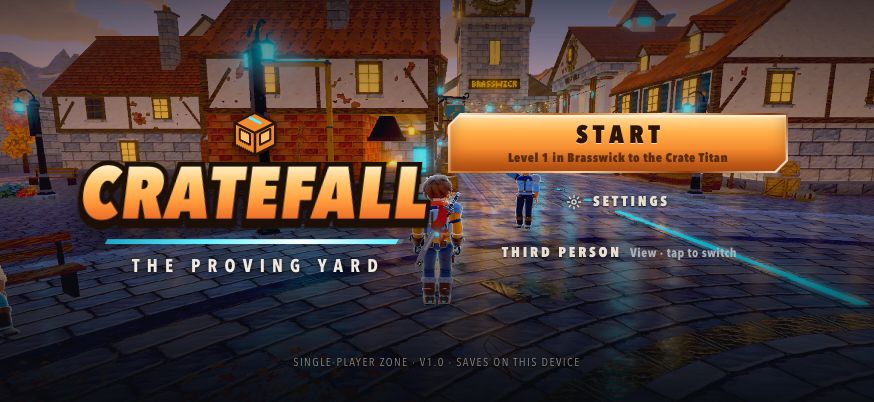 BRASSWICK
CRATEFALL
THE PROVING YARD
START
Level 1 in Brasswick to the Crate Titan
SETTINGS
THIRD PERSON View · tap to switch
SINGLE-PLAYER ZONE · V1.0 · SAVES ON THIS DEVICE